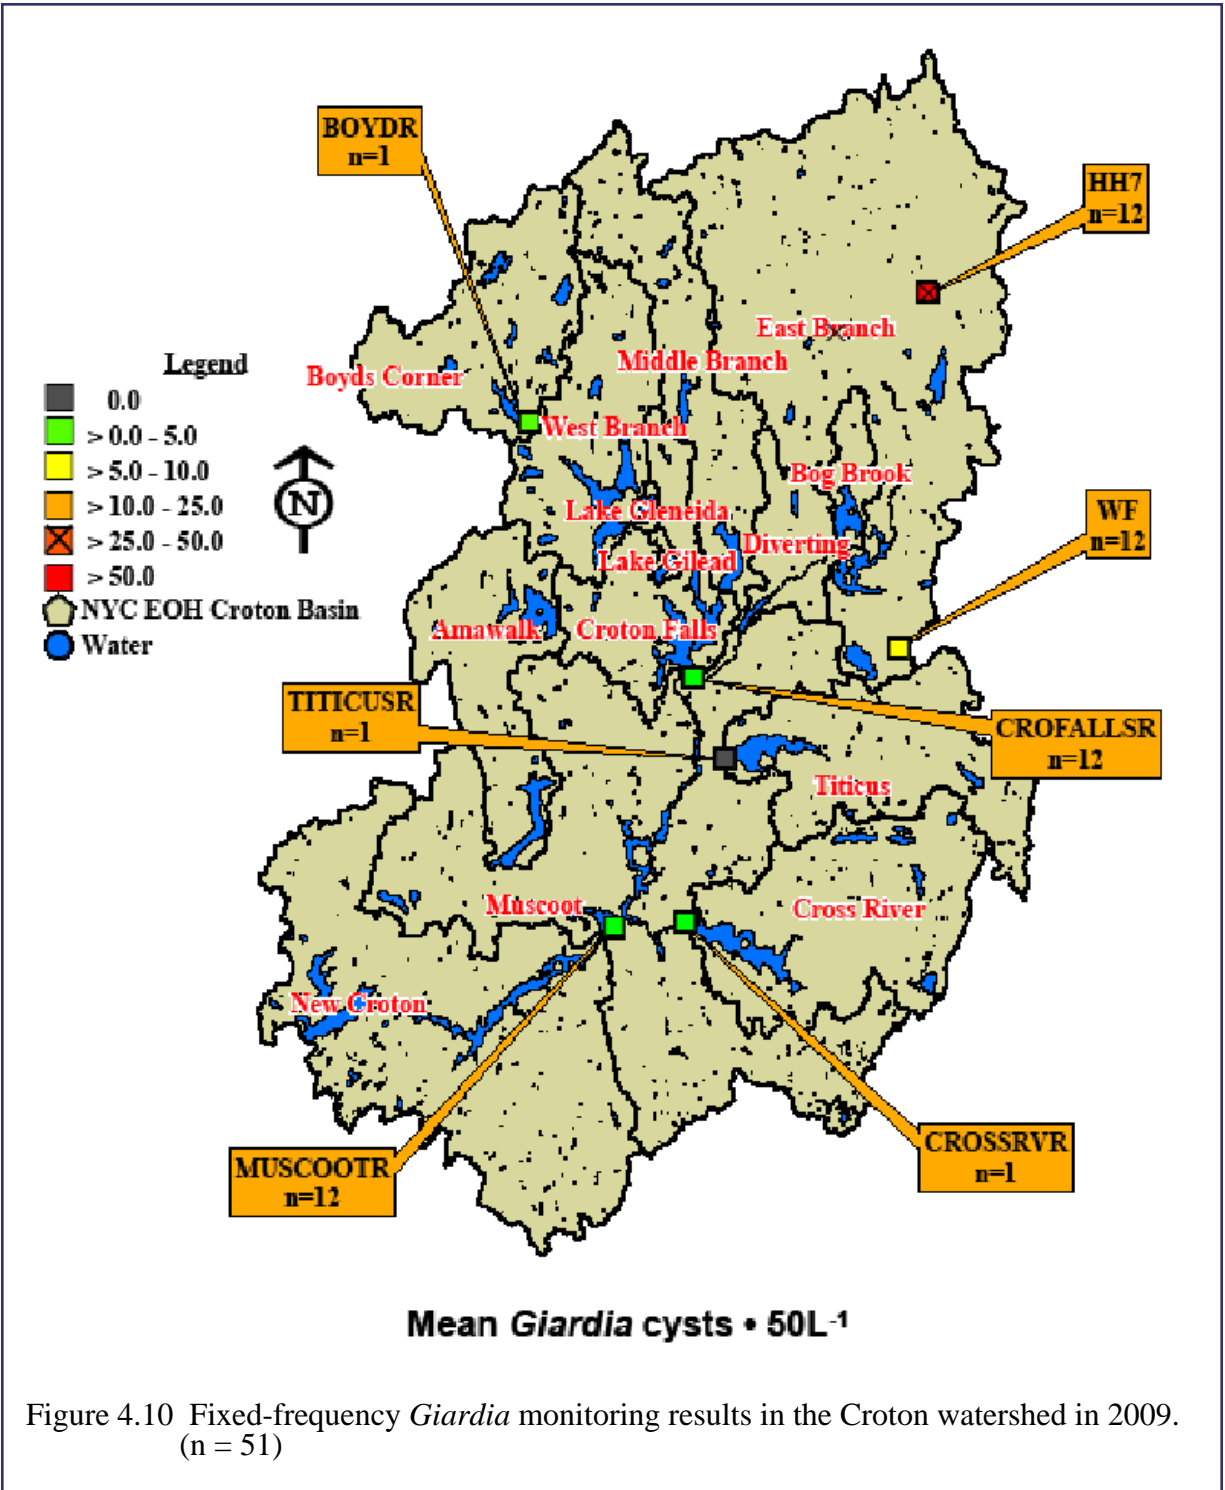 BOYDR
n=1
HH7
n=12
East Branch
Middle Branch
Legend
Boyds Corner
0.0
> 0.0 - 5.0
> 5.0 - 10.0
> 10.0 - 25.0
> 25.0 - 50.0
> 50.0
NYC EOH Croton Basin
Water
N
West Branch
Bog Brook
Lake Gleneida
WF
n=12
Diverting
Lake Gilead
Amawalk
Croton Falls
TITICUSR
n=1
CROFALLSR
n=12
Titicus
Muscoot
Cross River
New Croton
MUSCOOTR
n=12
CROSSRVR
n=1
Mean Giardia cysts • 50L-1
Figure 4.10 Fixed-frequency Giardia monitoring results in the Croton watershed in 2009.
(n = 51)